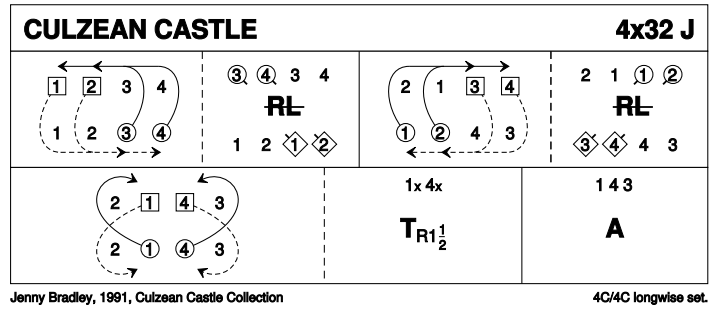 CULZEAN CASTLE 4x32 J
1 2 3 4 3 4 3 4 2 1 3 4 2 1 1 2
RL RL
1 2 3 4 1 2 1 2 1 2 4 3 3 4 4 3
2 1 4 3 1x 4x 1 4 3
TR1½ A
2 1 4 3
Jenny Bradley, 1991, Culzean Castle Collection 4C/4C longwise set.